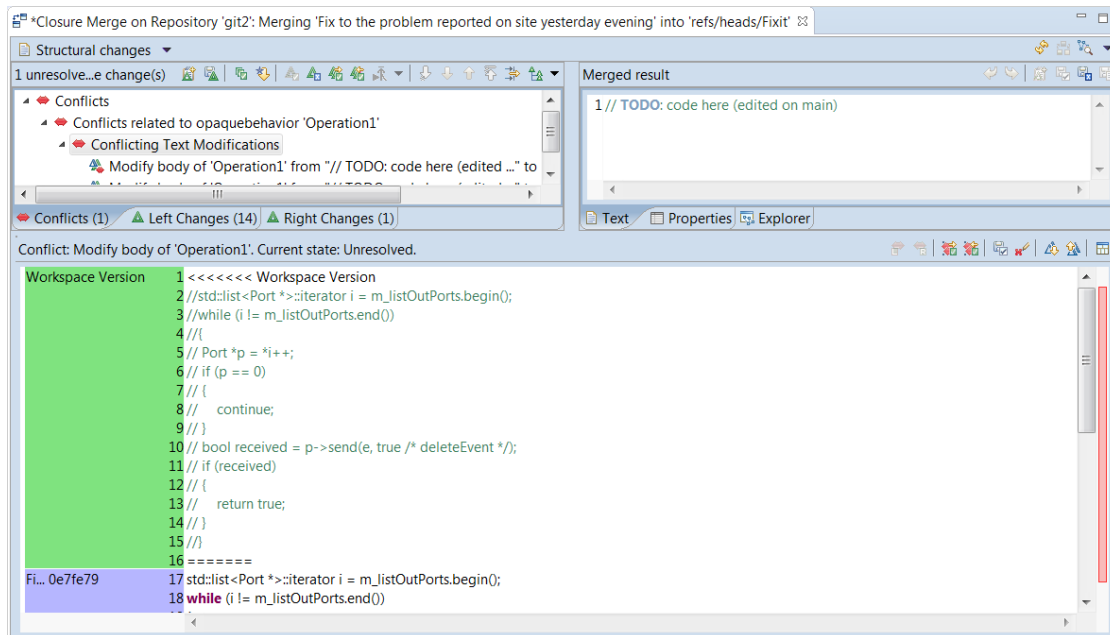 *Closure Merge on Repository 'git2': Merging 'Fix to the problem reported on site yesterday evening' into 'refs/heads/Fixit'
Structural changes
1 unresolve...e change(s)
Conflicts
Conflicts related to opaquebehavior 'Operation1'
Conflicting Text Modifications
Modify body of 'Operation1' from "// TODO: code here (edited ..." to
Conflicts (1) Left Changes (14) Right Changes (1)
Merged result
1 // TODO: code here (edited on main)
Text Properties Explorer
Conflict: Modify body of 'Operation1'. Current state: Unresolved.
Workspace Version 1 <<<<<<< Workspace Version
2 //std::list<Port *>::iterator i = m_listOutPorts.begin();
3 //while (i != m_listOutPorts.end())
4 //{
5 // Port *p = *i++;
6 // if (p == 0)
7 // {
8 // continue;
9 // }
10 // bool received = p->send(e, true /* deleteEvent */);
11 // if (received)
12 // {
13 // return true;
14 // }
15 //}
16 =======
Fi... 0e7fe79 17 std::list<Port *>::iterator i = m_listOutPorts.begin();
18 while (i != m_listOutPorts.end())